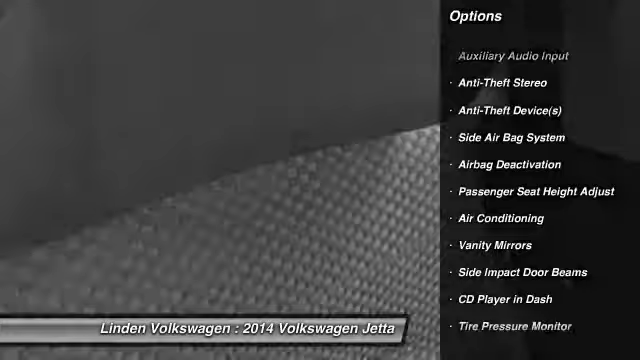 Options
Auxiliary Audio Input
· Anti-Theft Stereo
· Anti-Theft Device(s)
· Side Air Bag System
· Airbag Deactivation
· Passenger Seat Height Adjust
· Air Conditioning
· Vanity Mirrors
· Side Impact Door Beams
· CD Player in Dash
· Tire Pressure Monitor
Linden Volkswagen : 2014 Volkswagen Jetta